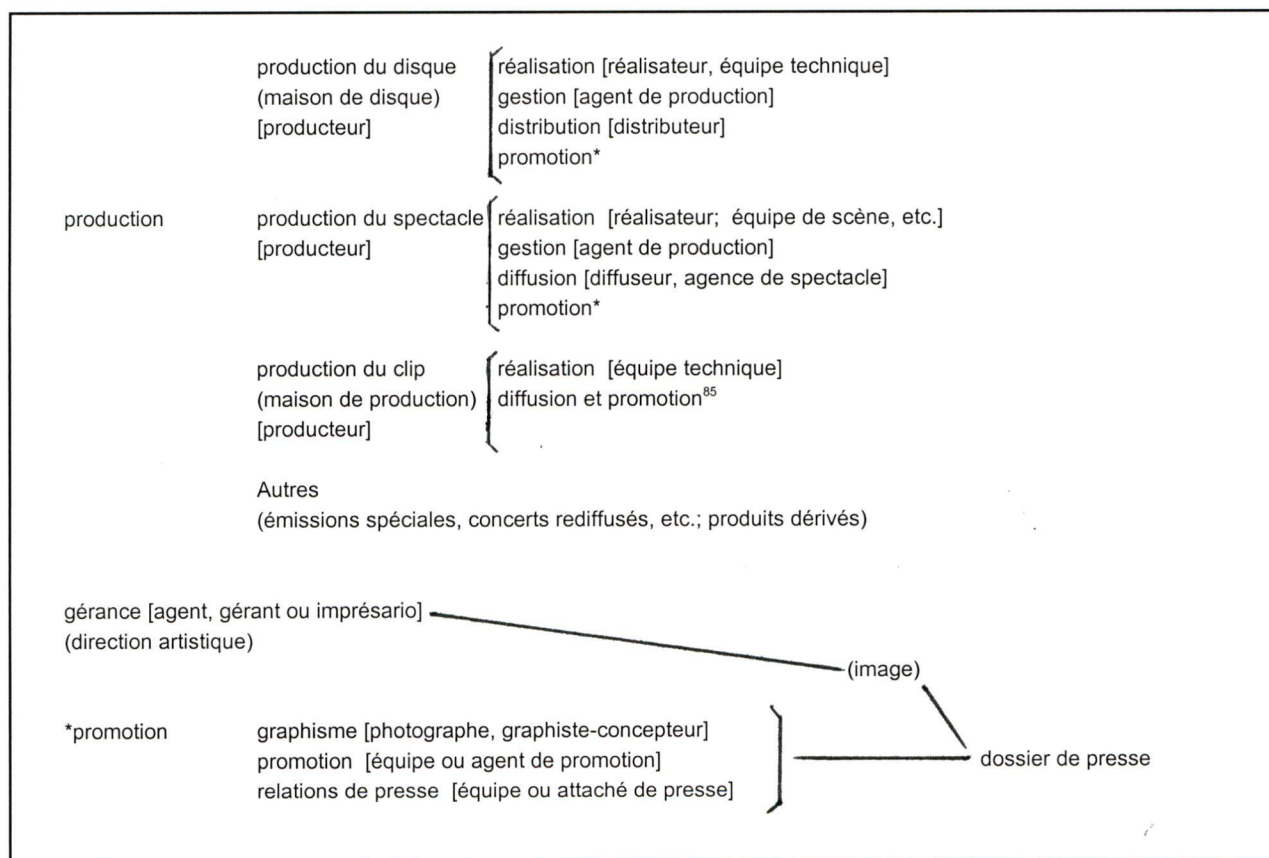 production du disque réalisation [réalisateur, équipe technique]
(maison de disque) gestion [agent de production]
[producteur] distribution [distributeur]
promotion*
production production du spectacle réalisation [réalisateur; équipe de scène, etc.]
[producteur] gestion [agent de production]
diffusion [diffuseur, agence de spectacle]
promotion*
production du clip réalisation [équipe technique]
(maison de production) diffusion et promotion85
[producteur]
Autres
(émissions spéciales, concerts rediffusés, etc.; produits dérivés)
gérance [agent, gérant ou imprésario]
(direction artistique)
(image)
*promotion graphisme [photographe, graphiste-concepteur]
promotion [équipe ou agent de promotion] dossier de presse
relations de presse [équipe ou attaché de presse]